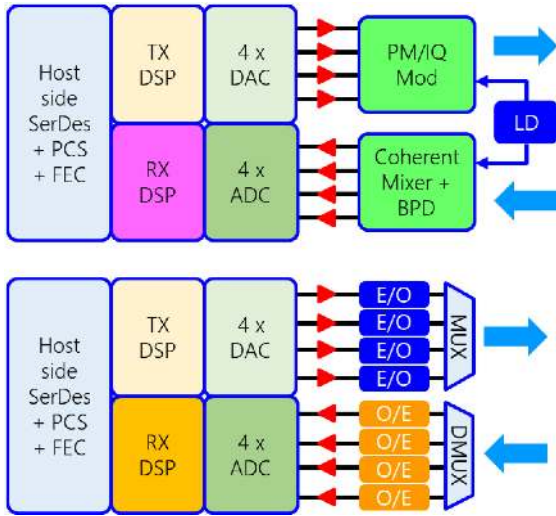 Host
side
SerDes
+ PCS
+ FEC
TX
DSP
4 x
DAC
PM/IQ
Mod
LD
RX
DSP
4 x
ADC
Coherent
Mixer +
BPD
Host
side
SerDes
+ PCS
+ FEC
TX
DSP
4 x
DAC
E/O
E/O
E/O
E/O
MUX
RX
DSP
4 x
ADC
O/E
O/E
O/E
O/E
DMUX